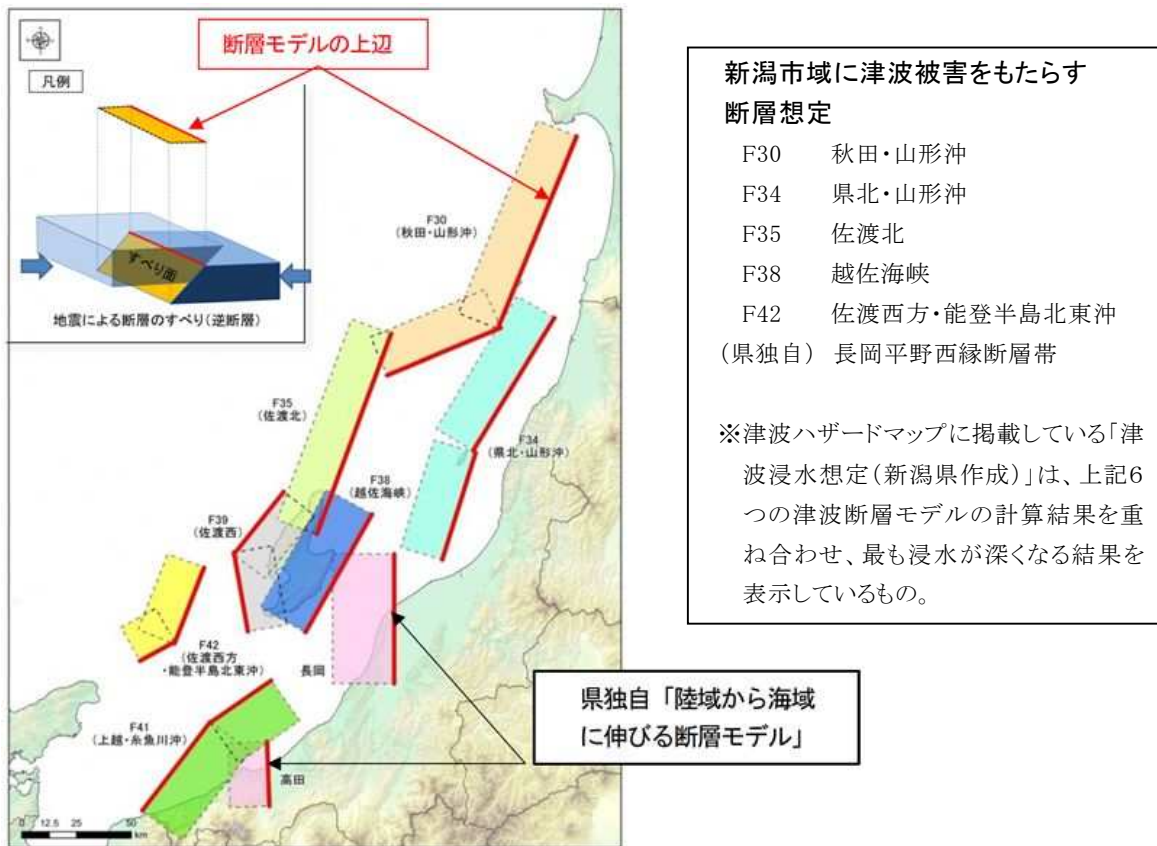 断層モデルの上辺
凡例
すべり面
地震による断層のすべり(逆断層)
F30
(秋田・山形沖)
F35
(佐渡北)
F34
(県北・山形沖)
F38
(越佐海峡)
F39
(佐渡西)
F42
(佐渡西方
・能登半島北東沖)
長岡
F41
(上越・糸魚川沖)
高田
0 12.5 25 50
km
県独自「陸域から海域
に伸びる断層モデル」
新潟市域に津波被害をもたらす
断層想定
F30 秋田・山形沖
F34 県北・山形沖
F35 佐渡北
F38 越佐海峡
F42 佐渡西方・能登半島北東沖
(県独自) 長岡平野西縁断層帯
※津波ハザードマップに掲載している「津
波浸水想定(新潟県作成)」は、上記6
つの津波断層モデルの計算結果を重
ね合わせ、最も浸水が深くなる結果を
表示しているもの。